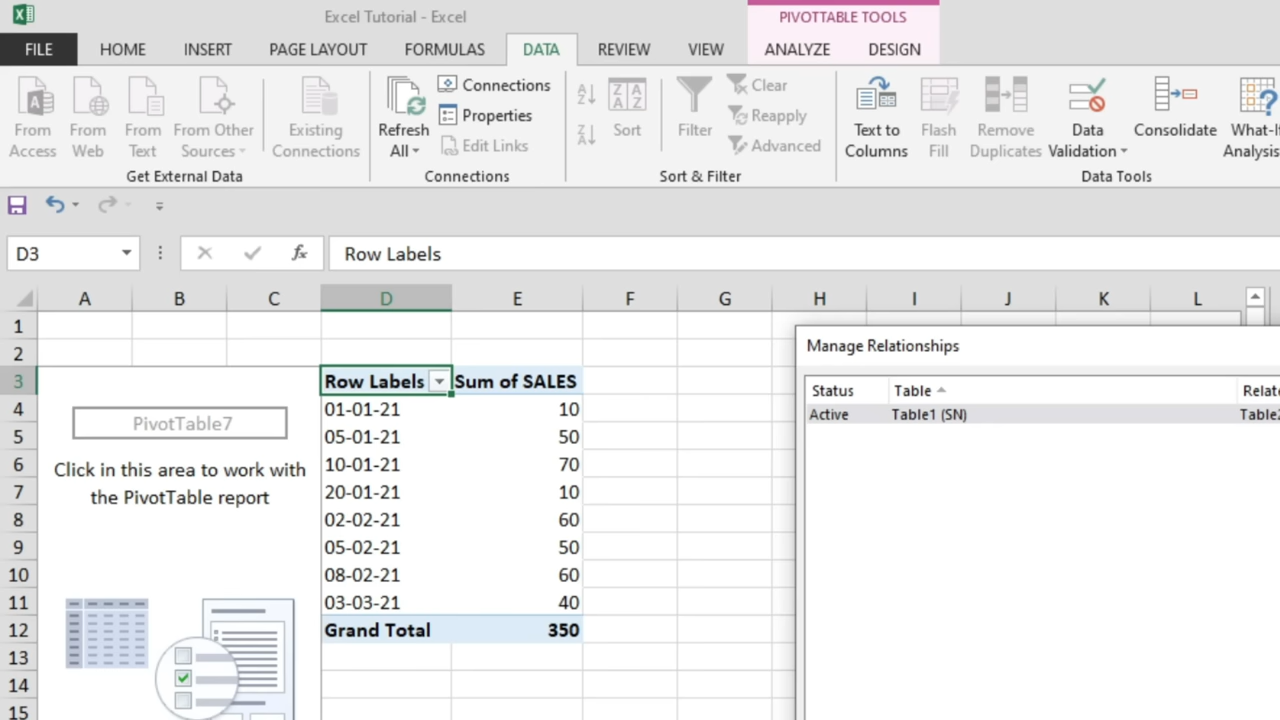 Excel Tutorial - Excel
PIVOTTABLE TOOLS
FILE HOME INSERT PAGE LAYOUT FORMULAS DATA REVIEW VIEW ANALYZE DESIGN
From Access
From Web
From Text
From Other Sources
Existing Connections
Get External Data
Refresh All
Connections
Properties
Edit Links
Connections
Sort
Filter
Clear
Reapply
Advanced
Sort & Filter
Text to Columns
Flash Fill
Remove Duplicates
Data Validation
Consolidate
What-I
Analysis
Data Tools
D3 fx Row Labels
A B C D E F G H I J K L
1
2
3 Row Labels Sum of SALES
4 01-01-21 10
5 05-01-21 50
6 10-01-21 70
7 20-01-21 10
8 02-02-21 60
9 05-02-21 50
10 08-02-21 60
11 03-03-21 40
12 Grand Total 350
13
14
15
PivotTable7
Click in this area to work with
the PivotTable report
Manage Relationships
Status Table Relate
Active Table1 (SN) Table2